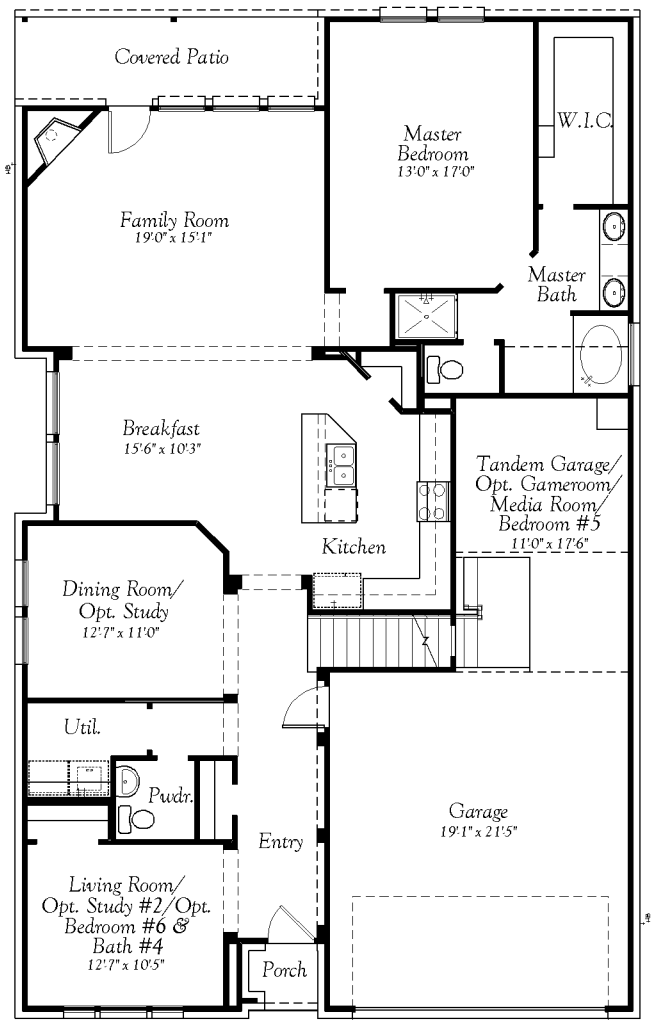 Covered Patio
Master
Bedroom
13'0" x 17'0"
W.I.C.
HB
Family Room
19'0" x 15'1"
Master
Bath
Breakfast
15'6" x 10'3"
Tandem Garage/
Opt. Gameroom/
Media Room/
Bedroom #5
11'0" x 17'6"
Kitchen
Dining Room/
Opt. Study
12'7" x 11'0"
Util.
Pwdr.
Garage
19'1" x 21'5"
Entry
Living Room/
Opt. Study #2/Opt.
Bedroom #6 &
Bath #4
12'7" x 10'5"
HB
Porch